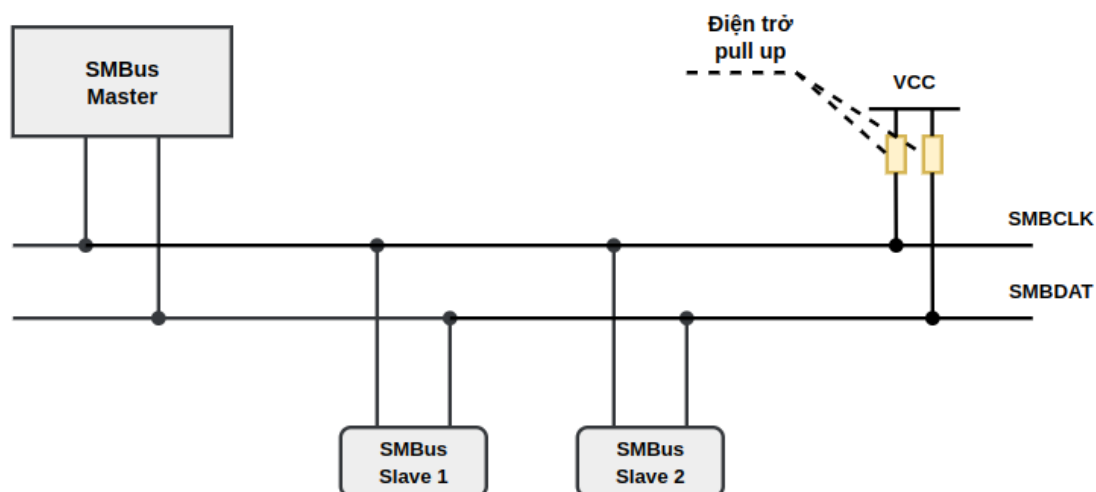 SMBus
Master
Điện trở
pull up
VCC
SMBCLK
SMBDAT
SMBus
Slave 1
SMBus
Slave 2